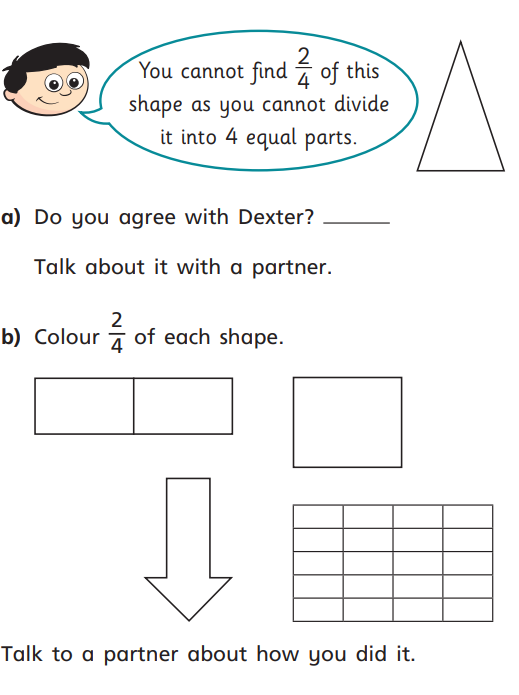 You cannot find 2/4 of this
shape as you cannot divide
it into 4 equal parts.
a) Do you agree with Dexter? ______
Talk about it with a partner.
b) Colour 2/4 of each shape.
Talk to a partner about how you did it.